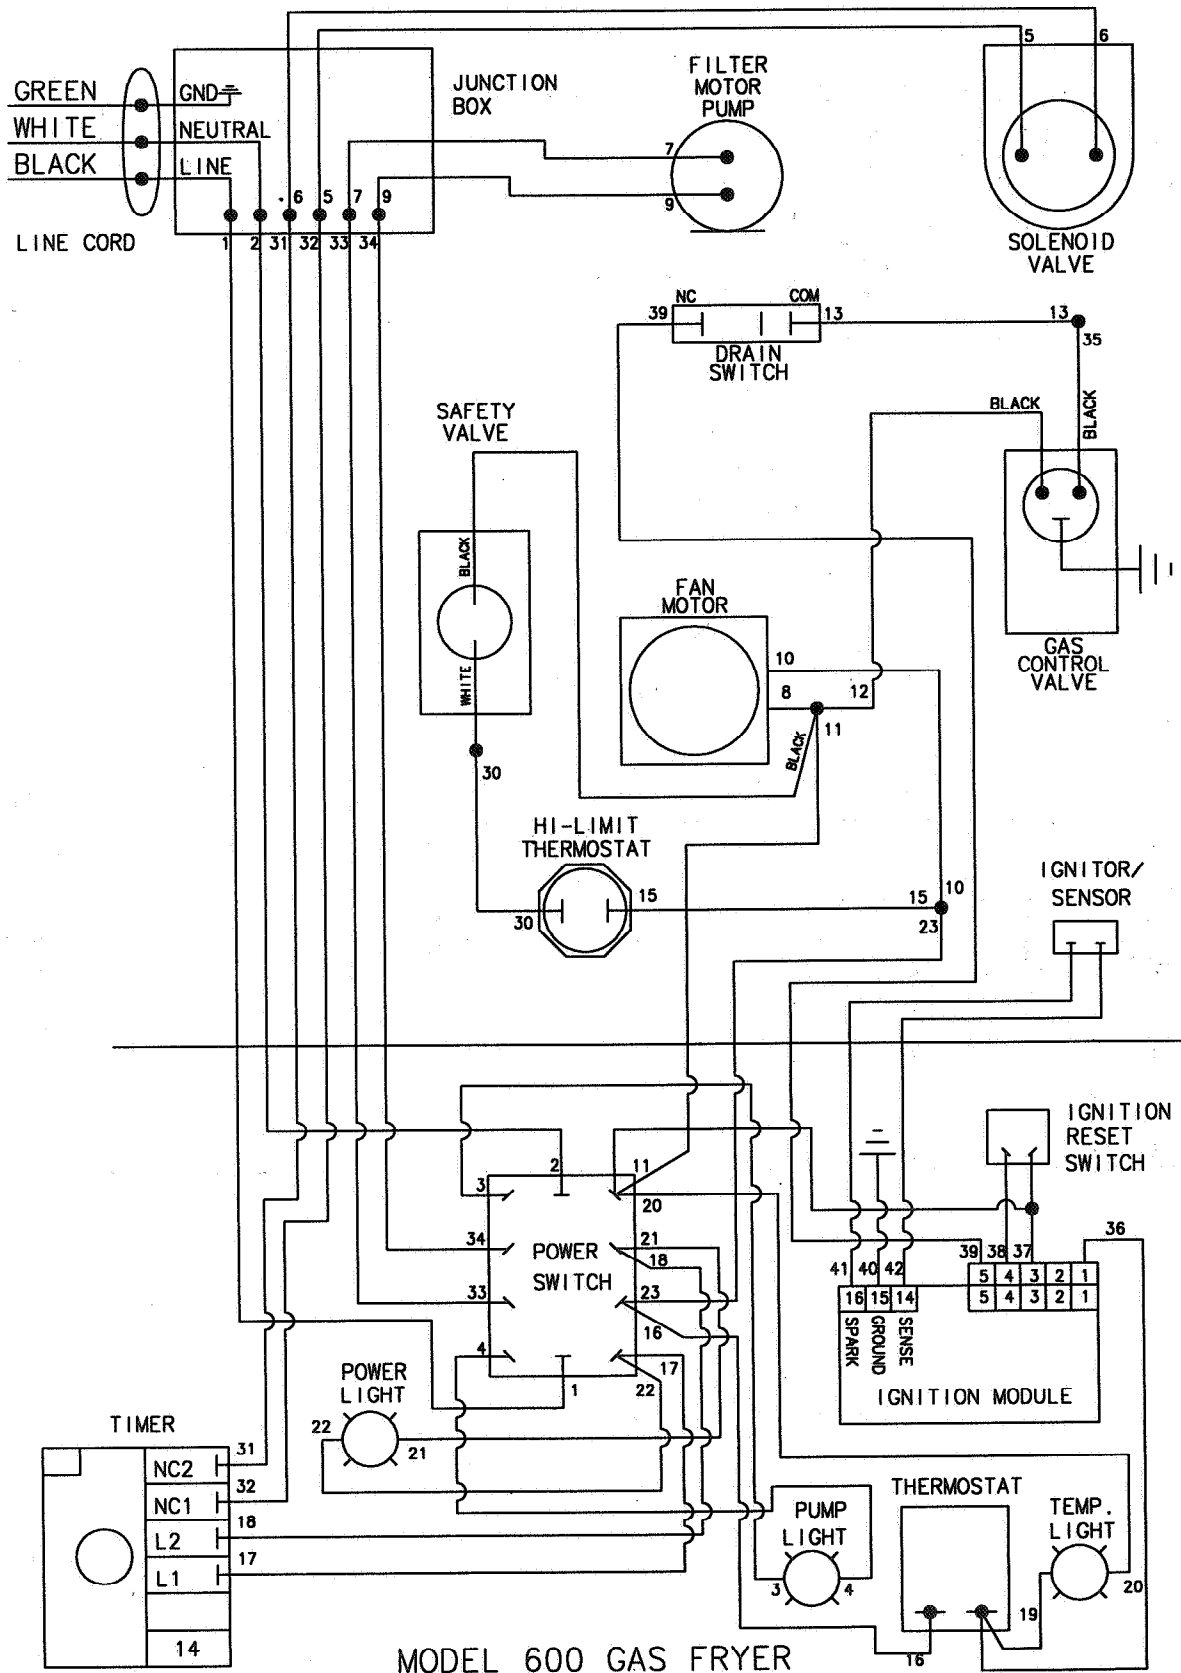 5 6
GREEN GND
WHITE NEUTRAL
BLACK LINE
LINE CORD
JUNCTION
BOX
6 5 7 9
1 2 31 32 33 34
FILTER
MOTOR
PUMP
7
9
SOLENOID
VALVE
39 NC COM 13
DRAIN
SWITCH
13
35
BLACK
BLACK
GAS
CONTROL
VALVE
SAFETY
VALVE
BLACK
WHITE
30
FAN
MOTOR
10
8 12
11
BLACK
HI-LIMIT
THERMOSTAT
30 15
15 10
23
IGNITOR/
SENSOR
IGNITION
RESET
SWITCH
3 2 11
20
34 21
18
POWER
SWITCH
33 23
16
4 17
1 22
41 40 42
39 38 37 36
5 4 3 2 1
5 4 3 2 1
16 15 14
SPARK
GROUND
SENSE
IGNITION MODULE
POWER
LIGHT
22 21
TIMER
NC2 31
NC1 32
L2 18
L1 17
14
PUMP
LIGHT
3 4
THERMOSTAT
16
TEMP.
LIGHT
19 20
MODEL 600 GAS FRYER